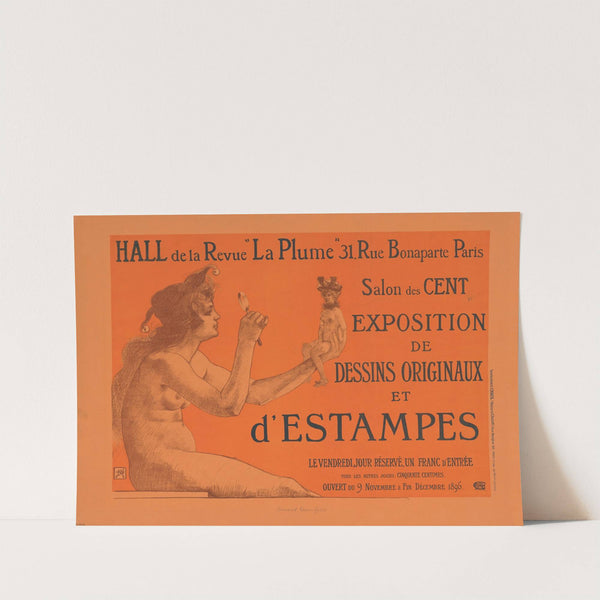 HALL de la Revue "La Plume" 31, Rue Bonaparte Paris
Salon des CENT
EXPOSITION
DE
DESSINS ORIGINAUX
ET
d'ESTAMPES
LE VENDREDI, JOUR RÉSERVÉ, UN FRANC d'ENTRÉE
TOUS LES AUTRES JOURS: CINQUANTE CENTIMES.
OUVERT DU 9 NOVEMBRE à FIN DÉCEMBRE 1896